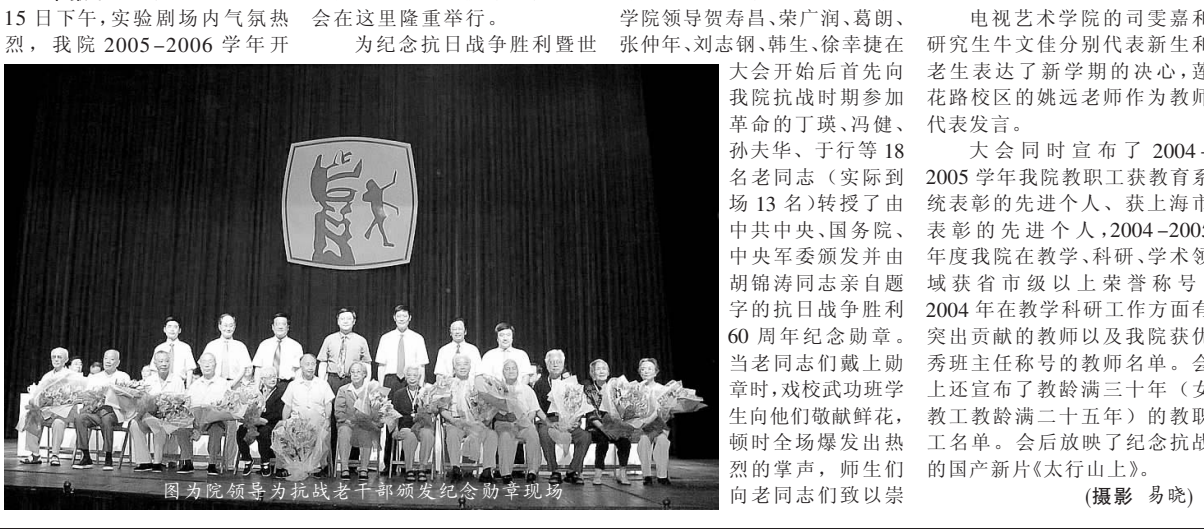 15 日下午,实验剧场内气氛热
烈，我院 2005-2006 学年开
会在这里隆重举行。
为纪念抗日战争胜利暨世
学院领导贺寿昌、荣广润、葛朗、
张仲年、刘志钢、韩生、徐幸捷在
大会开始后首先向
我院抗战时期参加
革命的丁瑛、冯健、
孙夫华、于行等 18
名老同志（实际到
场 13 名)转授了由
中共中央、国务院、
中央军委颁发并由
胡锦涛同志亲自题
字的抗日战争胜利
60 周年纪念勋章。
当老同志们戴上勋
章时,戏校武功班学
生向他们敬献鲜花，
顿时全场爆发出热
烈的掌声，师生们
向老同志们致以崇
电视艺术学院的司雯嘉和
研究生牛文佳分别代表新生和
老生表达了新学期的决心,莲
花路校区的姚远老师作为教师
代表发言。
大会同时宣布了 2004-
2005 学年我院教职工获教育系
统表彰的先进个人、获上海市
表彰的先进个人,2004-2005
年度我院在教学、科研、学术领
域获省市级以上荣誉称号
2004 年在教学科研工作方面有
突出贡献的教师以及我院获优
秀班主任称号的教师名单。会
上还宣布了教龄满三十年（女
教工教龄满二十五年）的教职
工名单。会后放映了纪念抗战
的国产新片《太行山上》。
(摄影 易晓)
图为院领导为抗战老干部颁发纪念勋章现场